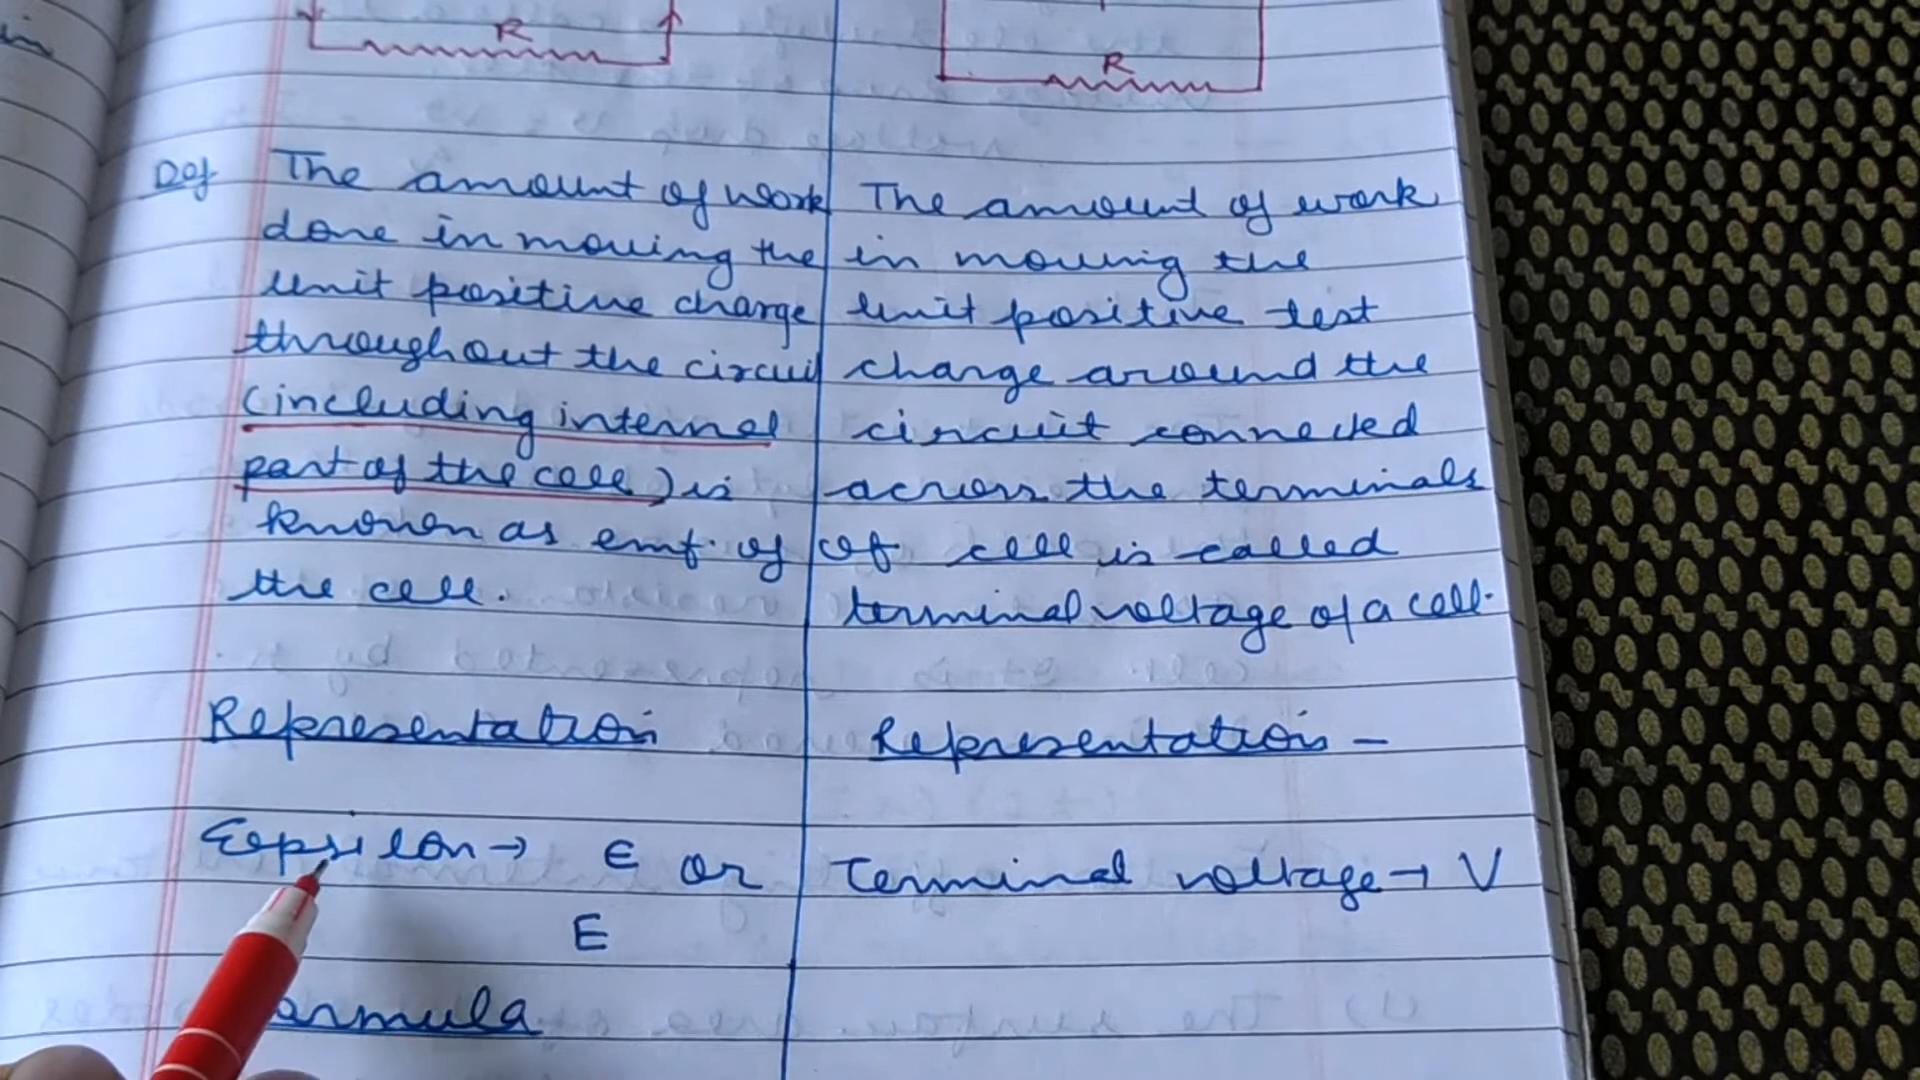 R
R
Def The amount of work
done in moving the
unit positive charge
throughout the circuit
(including internal
part of the cell) is
known as emf. of
the cell.
The amount of work
in moving the
unit positive test
change around the
circuit connected
across the terminals
of cell is called
terminal voltage of a cell.
Representation
Eepsilon → ε or
E
ormula
Representation -
Terminal voltage → V